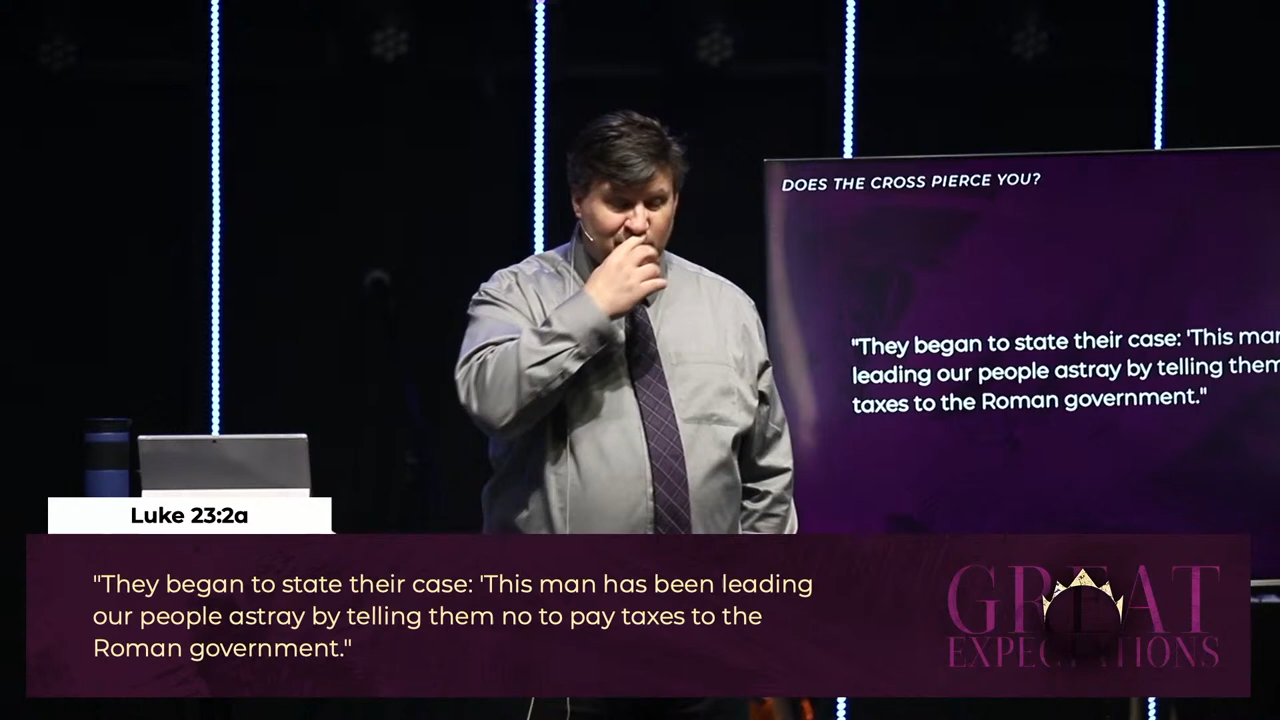 DOES THE CROSS PIERCE YOU?
"They began to state their case: 'This man
leading our people astray by telling them
taxes to the Roman government."
Luke 23:2a
"They began to state their case: 'This man has been leading
our people astray by telling them no to pay taxes to the
Roman government."
GREAT
EXPECTATIONS